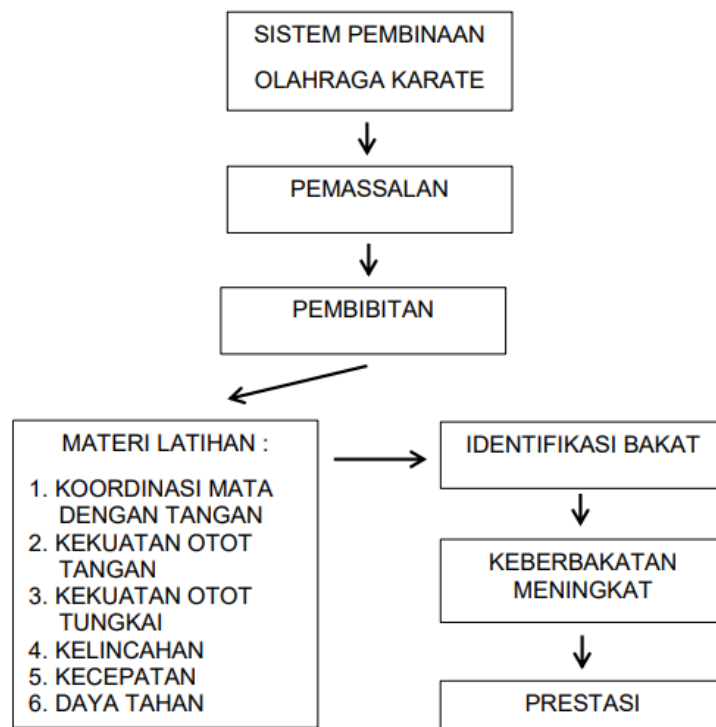 SISTEM PEMBINAAN
OLAHRAGA KARATE
PEMASSALAN
PEMBIBITAN
MATERI LATIHAN :
1. KOORDINASI MATA
DENGAN TANGAN
2. KEKUATAN OTOT
TANGAN
3. KEKUATAN OTOT
TUNGKAI
4. KELINCAHAN
5. KECEPATAN
6. DAYA TAHAN
IDENTIFIKASI BAKAT
KEBERBAKATAN
MENINGKAT
PRESTASI